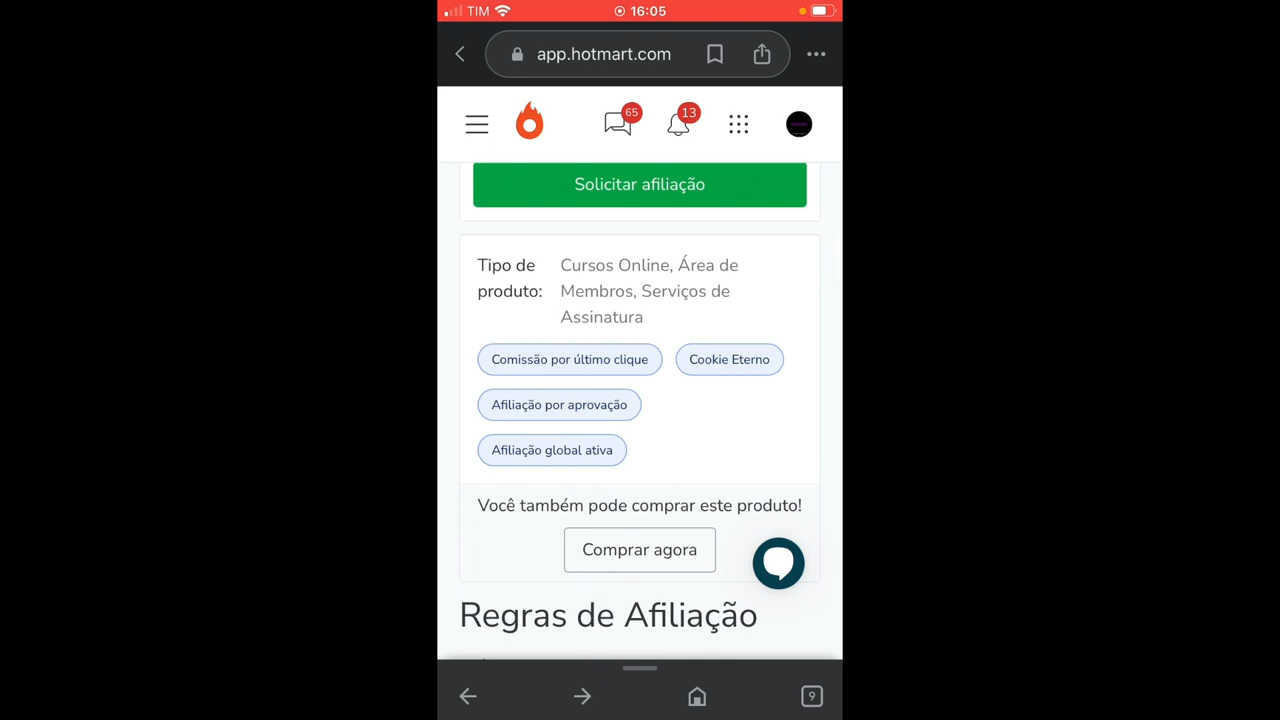 TIM 16:05
app.hotmart.com
65 13
Solicitar afiliação
Tipo de Cursos Online, Área de
produto: Membros, Serviços de
Assinatura
Comissão por último clique Cookie Eterno
Afiliação por aprovação
Afiliação global ativa
Você também pode comprar este produto!
Comprar agora
Regras de Afiliação
9